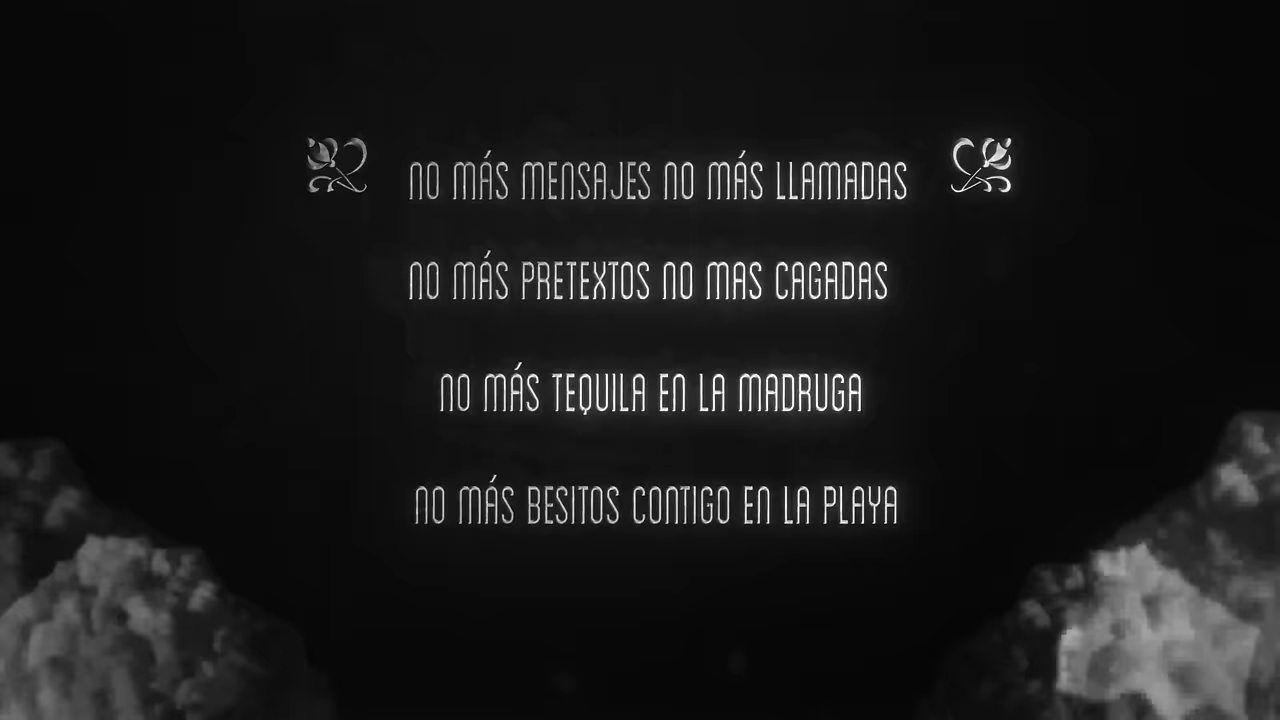 NO MÁS MENSAJES NO MÁS LLAMADAS
NO MÁS PRETEXTOS NO MAS CAGADAS
NO MÁS TEQUILA EN LA MADRUGA
NO MÁS BESITOS CONTIGO EN LA PLAYA